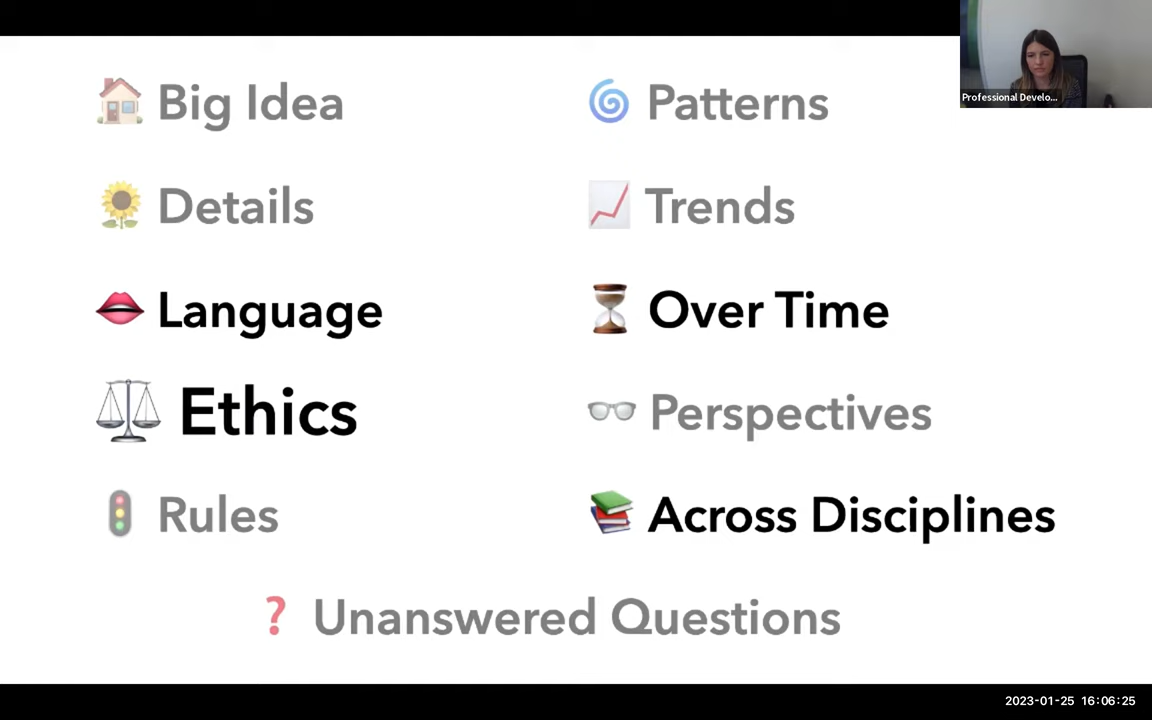 Big Idea
Patterns
Details
Trends
Language
Over Time
Ethics
Perspectives
Rules
Across Disciplines
? Unanswered Questions
Professional Develo...
2023-01-25 16:06:25